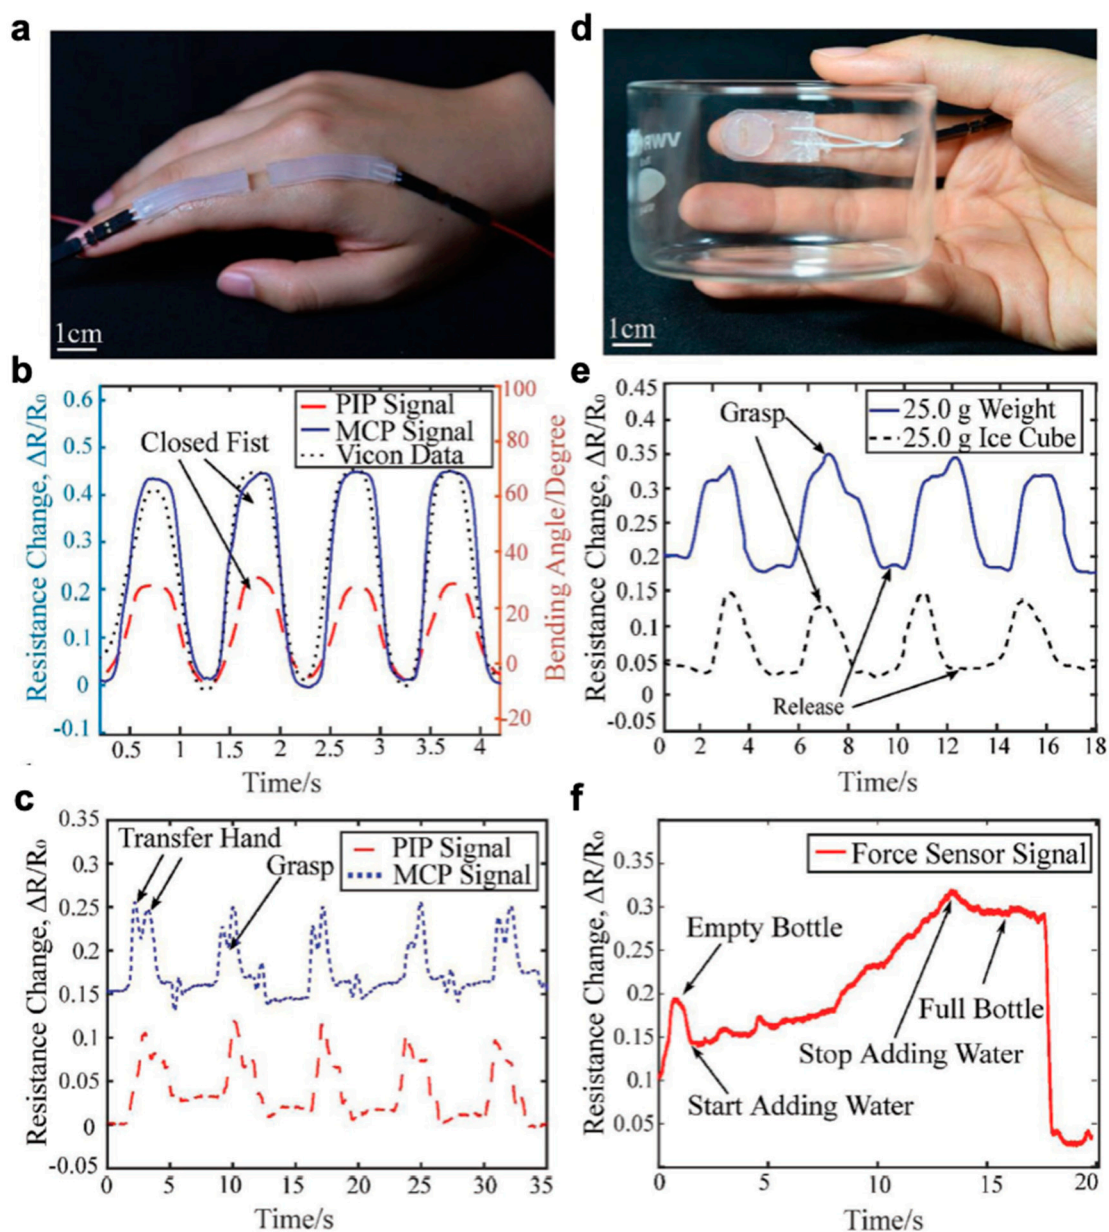 a
1cm
d
VWR
1cm
b
Resistance Change, ΔR/R₀
0.6
0.5
0.4
0.3
0.2
0.1
0
-0.1
PIP Signal
MCP Signal
Vicon Data
Closed Fist
100
80
60
40
20
0
-20
Bending Angle/Degree
0.5 1 1.5 2 2.5 3 3.5 4
Time/s
e
Resistance Change, ΔR/R₀
0.45
0.4
0.35
0.3
0.25
0.2
0.15
0.1
0.05
0
-0.05
25.0 g Weight
25.0 g Ice Cube
Grasp
Release
0 2 4 6 8 10 12 14 16 18
Time/s
c
Resistance Change, ΔR/R₀
0.35
0.3
0.25
0.2
0.15
0.1
0.05
0
-0.05
Transfer Hand
Grasp
PIP Signal
MCP Signal
0 5 10 15 20 25 30 35
Time/s
f
Resistance Change, ΔR/R₀
0.35
0.3
0.25
0.15
0.1
0.05
Force Sensor Signal
Empty Bottle
Full Bottle
Stop Adding Water
Start Adding Water
0 5 10 15 20
Time/s